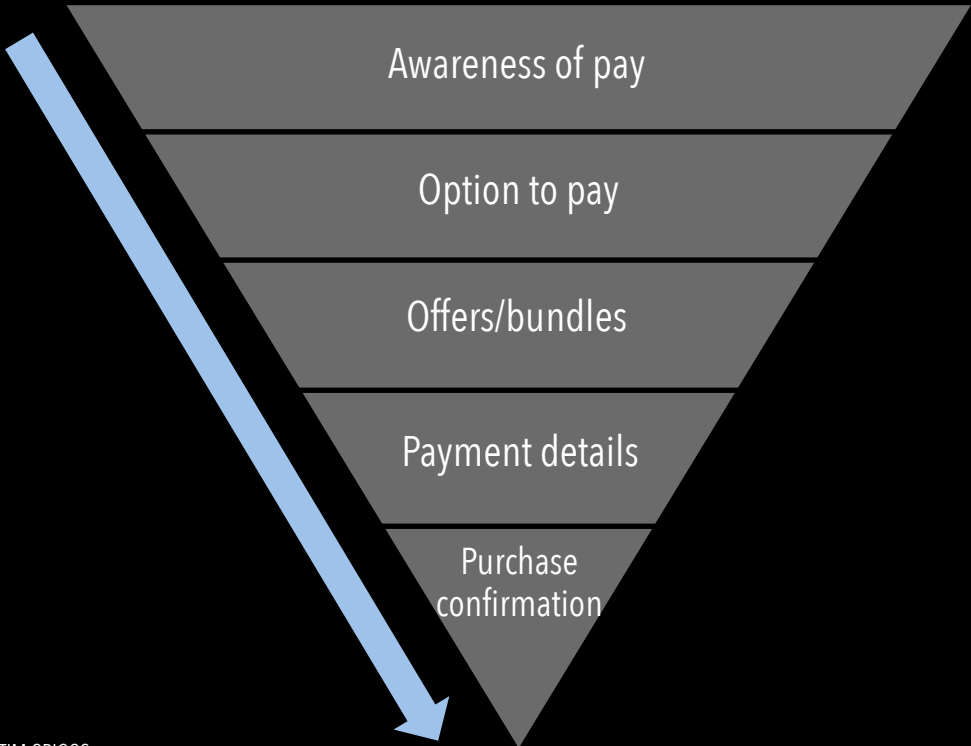 Awareness of pay
Option to pay
Offers/bundles
Payment details
Purchase
confirmation